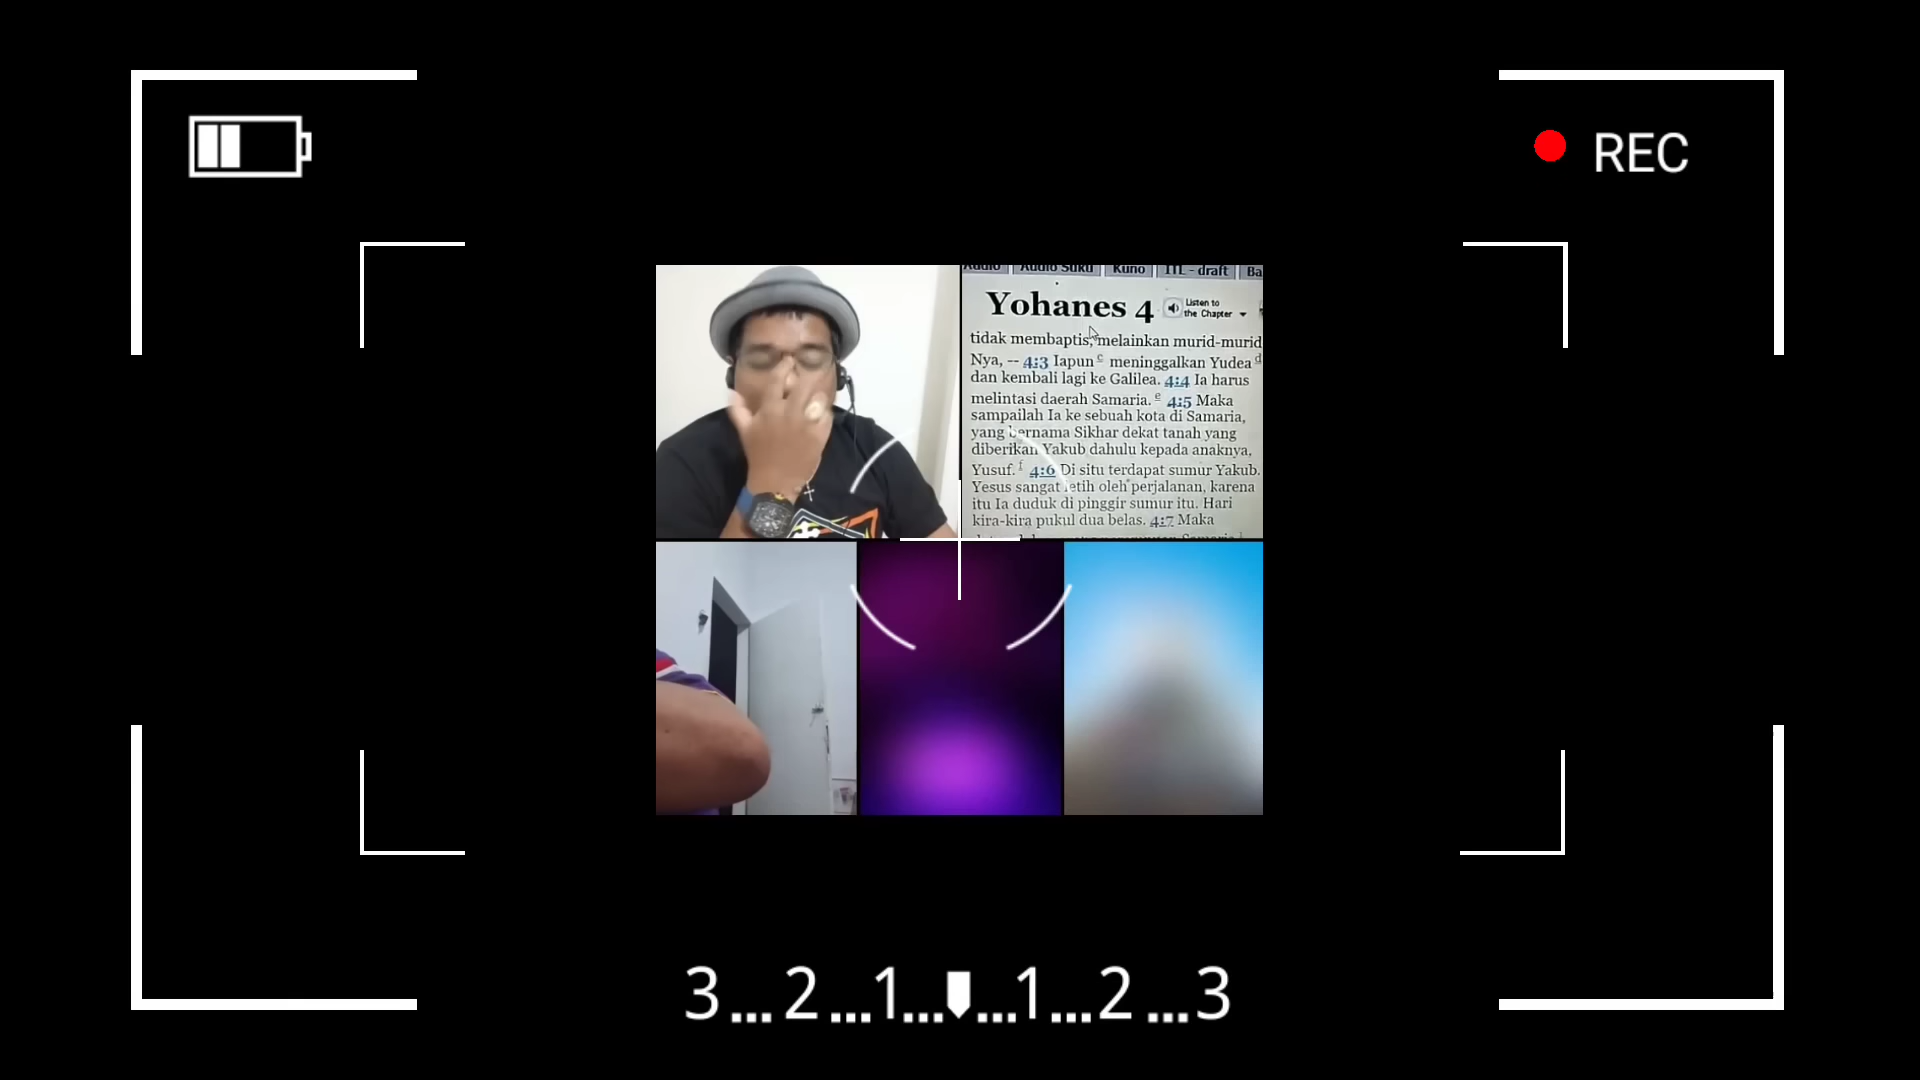 REC
Audio Audio Suku Kuno ITL - draft
Yohanes 4
Listen to
the Chapter
tidak membaptis, melainkan murid-murid
Nya, -- 4:3 Iapun c meninggalkan Yudea d
dan kembali lagi ke Galilea. 4:4 Ia harus
melintasi daerah Samaria. e 4:5 Maka
sampailah Ia ke sebuah kota di Samaria,
yang bernama Sikhar dekat tanah yang
diberikan Yakub dahulu kepada anaknya,
Yusuf. f 4:6 Di situ terdapat sumur Yakub.
Yesus sangat letih oleh perjalanan, karena
itu Ia duduk di pinggir sumur itu. Hari
kira-kira pukul dua belas. 4:7 Maka
3...2...1...1...2...3